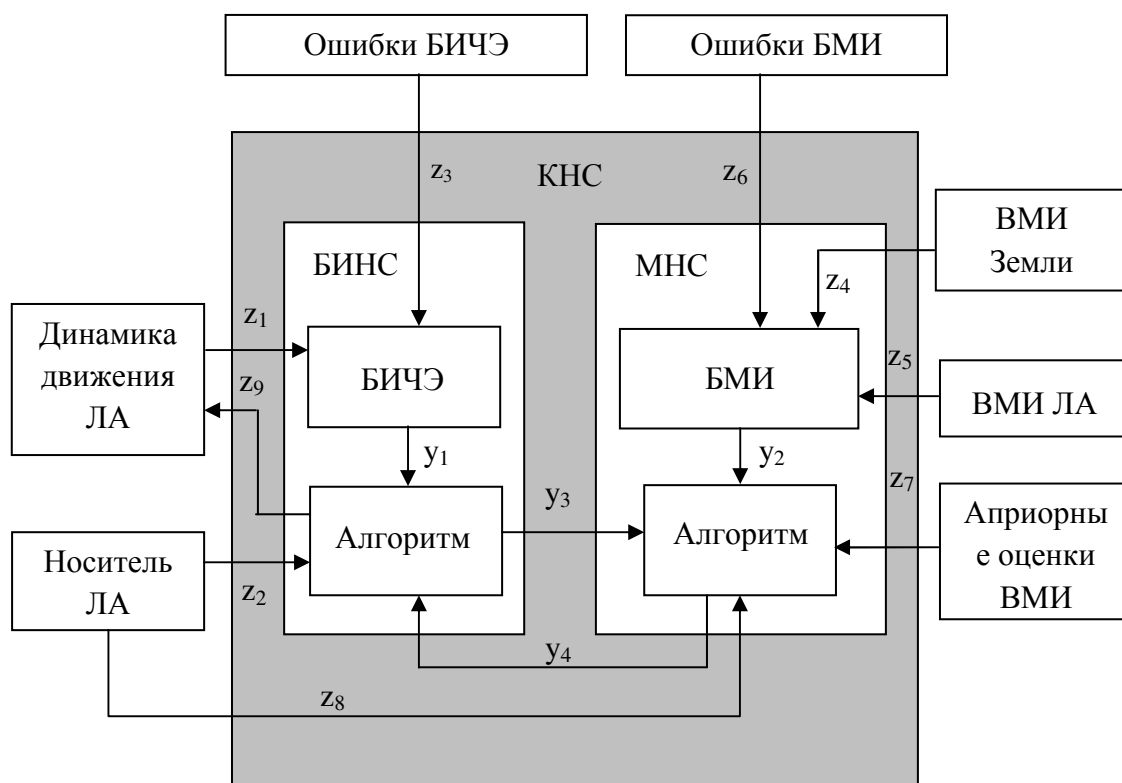 Ошибки БИЧЭ
Ошибки БМИ
z3
КНС
z6
ВМИ
Земли
БИНС
МНС
z4
z1
Динамика
движения
ЛА
z9
БИЧЭ
БМИ
z5
ВМИ ЛА
y1
y2
z7
y3
Алгоритм
Алгоритм
Априорны
е оценки
ВМИ
Носитель
ЛА
z2
y4
z8